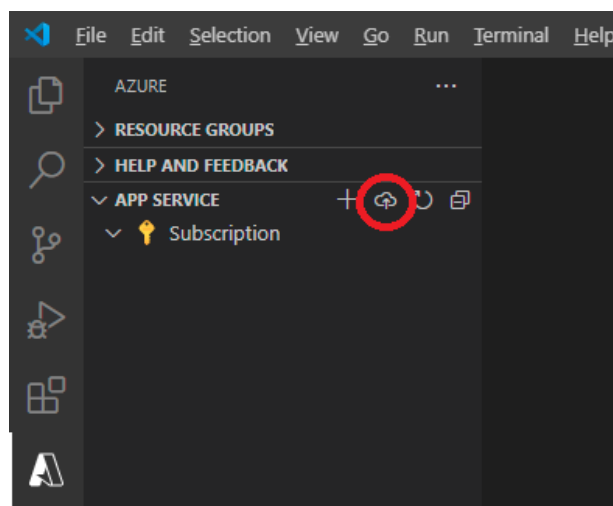 File Edit Selection View Go Run Terminal Help
AZURE
RESOURCE GROUPS
HELP AND FEEDBACK
APP SERVICE
Subscription